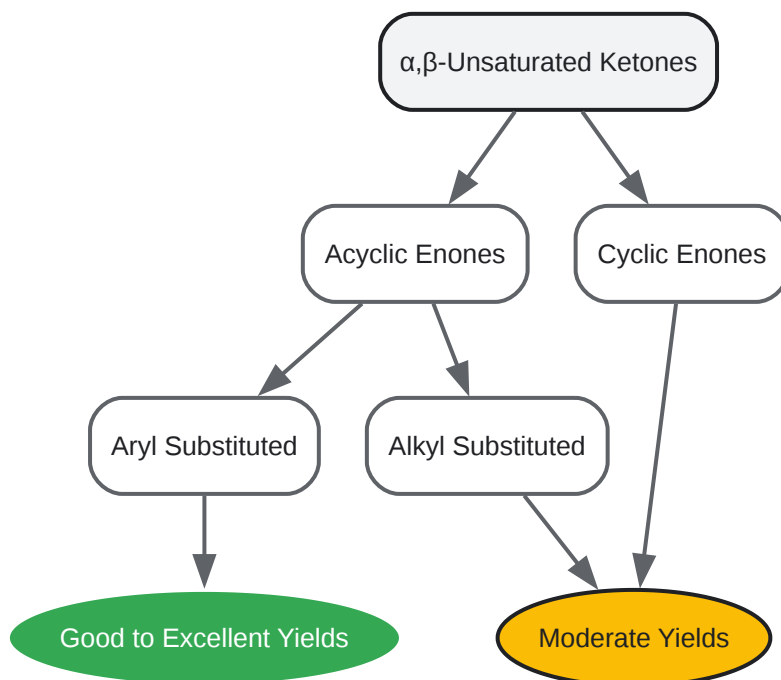 α,β-Unsaturated Ketones
Acyclic Enones
Cyclic Enones
Aryl Substituted
Alkyl Substituted
Good to Excellent Yields
Moderate Yields